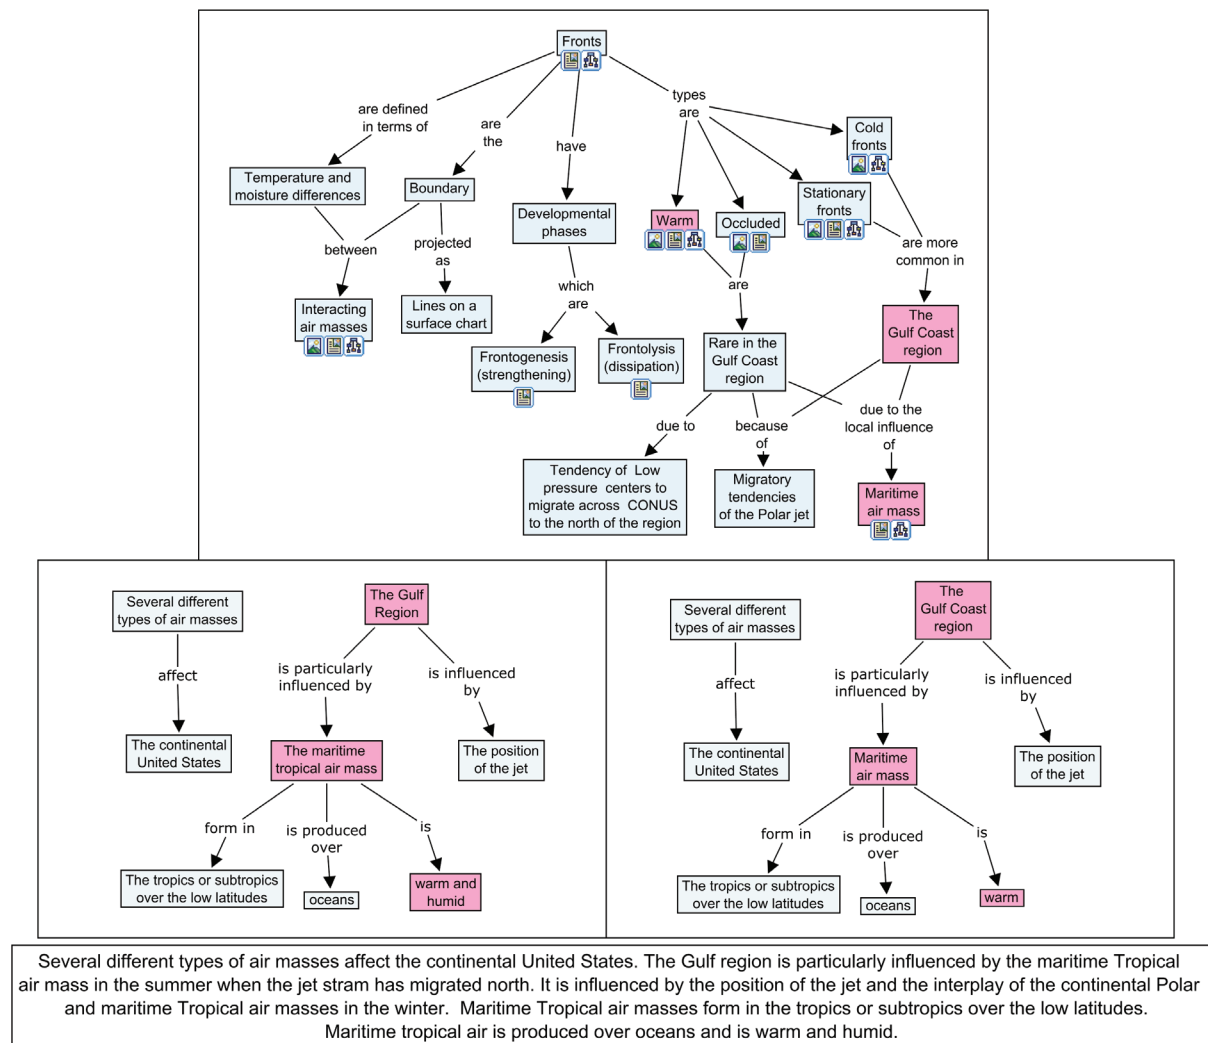 Fronts
are defined
in terms of
are
the
have
types
are
Cold
fronts
Temperature and
moisture differences
Boundary
Developmental
phases
Warm
Occluded
Stationary
fronts
between
projected
as
are more
common in
which
are
are
Interacting
air masses
Lines on a
surface chart
Frontogenesis
(strengthening)
Frontolysis
(dissipation)
Rare in the
Gulf Coast
region
The
Gulf Coast
region
due to
because
of
due to the
local influence
of
Tendency of Low
pressure centers to
migrate across CONUS
to the north of the region
Migratory
tendencies
of the Polar jet
Maritime
air mass
Several different
types of air masses
The Gulf
Region
affect
is particularly
influenced by
is influenced
by
The continental
United States
The maritime
tropical air mass
The position
of the jet
form in
is produced
over
is
The tropics or subtropics
over the low latitudes
oceans
warm and
humid
Several different
types of air masses
The
Gulf Coast
region
affect
is particularly
influenced by
is influenced
by
The continental
United States
Maritime
air mass
The position
of the jet
form in
is produced
over
is
The tropics or subtropics
over the low latitudes
oceans
warm
Several different types of air masses affect the continental United States. The Gulf region is particularly influenced by the maritime Tropical
air mass in the summer when the jet stram has migrated north. It is influenced by the position of the jet and the interplay of the continental Polar
and maritime Tropical air masses in the winter. Maritime Tropical air masses form in the tropics or subtropics over the low latitudes.
Maritime tropical air is produced over oceans and is warm and humid.